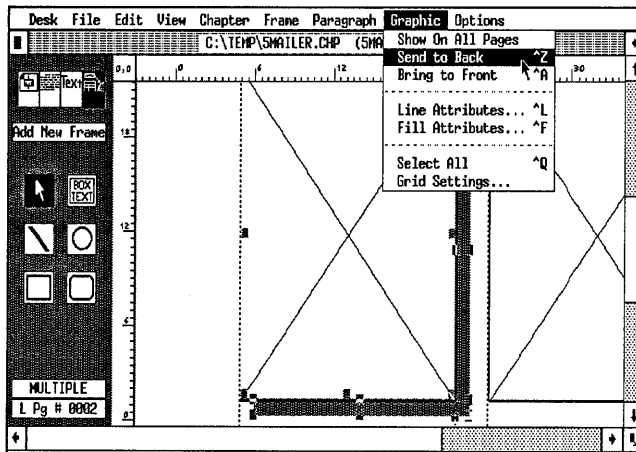 Desk File Edit View Chapter Frame Paragraph Graphic Options
C:\TEMP\5MAILER.CHP (5MA
Show On All Pages
Send to Back ^Z
Bring to Front ^A
Line Attributes... ^L
Fill Attributes... ^F
Select All ^Q
Grid Settings...
Text
0,0
0 6 12 30
Add New Frame
BOX
TEXT
18
12
6
0
MULTIPLE
L Pg # 0002